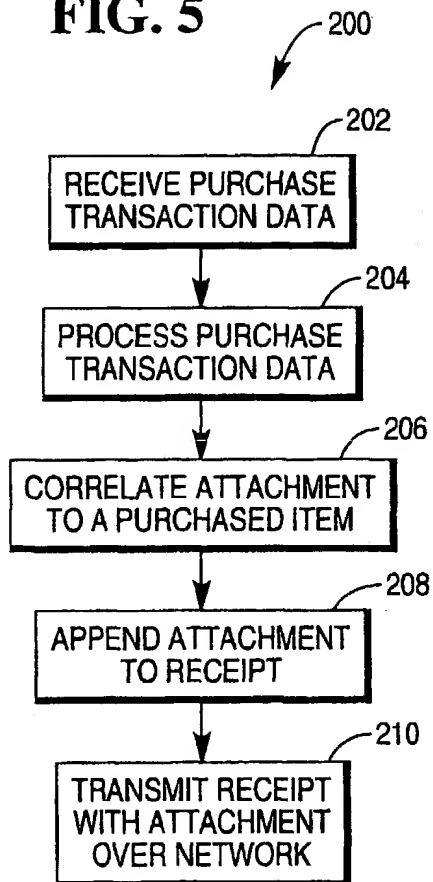 FIG. 5
200
202
RECEIVE PURCHASE
TRANSACTION DATA
204
PROCESS PURCHASE
TRANSACTION DATA
206
CORRELATE ATTACHMENT
TO A PURCHASED ITEM
208
APPEND ATTACHMENT
TO RECEIPT
210
TRANSMIT RECEIPT
WITH ATTACHMENT
OVER NETWORK